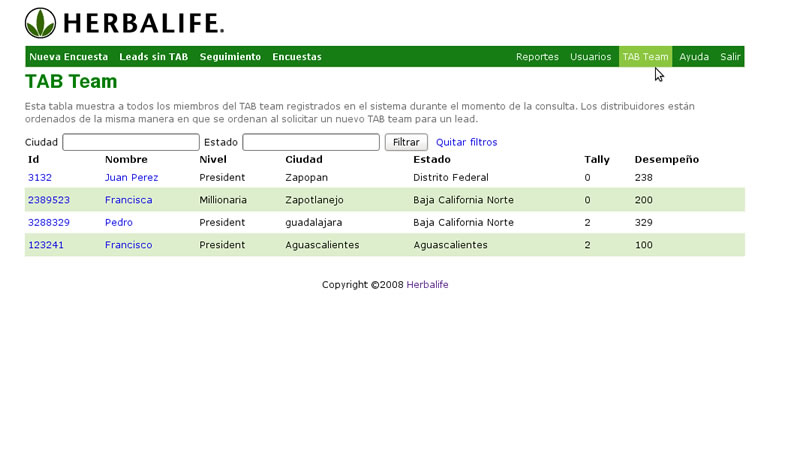 HERBALIFE.
Nueva Encuesta Leads sin TAB Seguimiento Encuestas Reportes Usuarios TAB Team Ayuda Salir
TAB Team
Esta tabla muestra a todos los miembros del TAB team registrados en el sistema durante el momento de la consulta. Los distribuidores están
ordenados de la misma manera en que se ordenan al solicitar un nuevo TAB team para un lead.
Ciudad Estado Filtrar Quitar filtros
Id Nombre Nivel Ciudad Estado Tally Desempeño
3132 Juan Perez President Zapopan Distrito Federal 0 238
2389523 Francisca Millionaria Zapotlanejo Baja California Norte 0 200
3288329 Pedro President guadalajara Baja California Norte 2 329
123241 Francisco President Aguascalientes Aguascalientes 2 100
Copyright ©2008 Herbalife